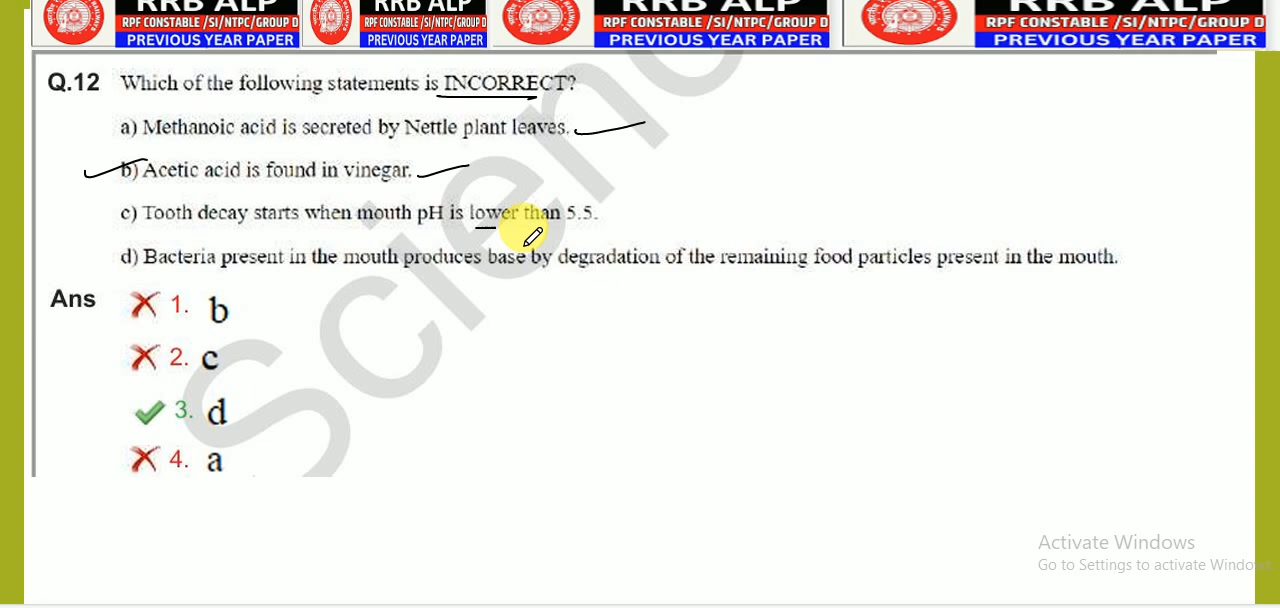 RRB ALP RRB ALP RRB ALP RRB ALP
RPF CONSTABLE /SI/NTPC/GROUP D RPF CONSTABLE /SI/NTPC/GROUP D RPF CONSTABLE /SI/NTPC/GROUP D RPF CONSTABLE /SI/NTPC/GROUP D
PREVIOUS YEAR PAPER PREVIOUS YEAR PAPER PREVIOUS YEAR PAPER PREVIOUS YEAR PAPER
Q.12 Which of the following statements is INCORRECT?
a) Methanoic acid is secreted by Nettle plant leaves.
b) Acetic acid is found in vinegar.
c) Tooth decay starts when mouth pH is lower than 5.5.
d) Bacteria present in the mouth produces base by degradation of the remaining food particles present in the mouth.
Ans 1. b
2. c
3. d
4. a
Scienc
Activate Windows
Go to Settings to activate Windows